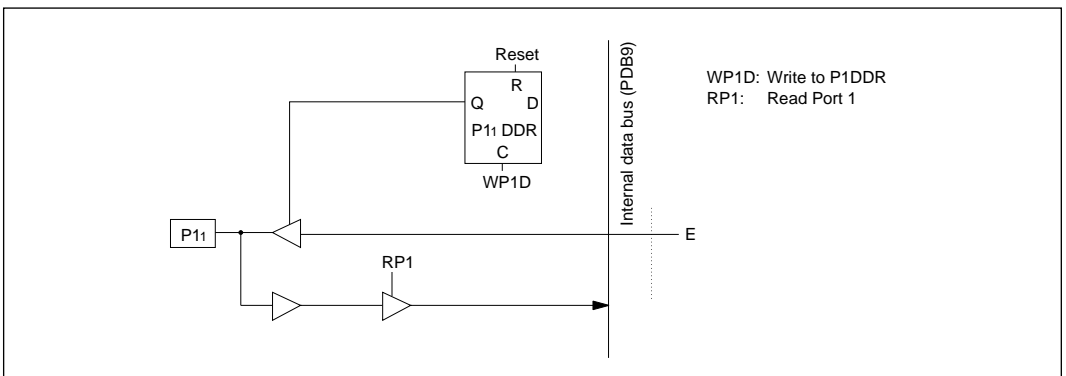 Reset
R
Q D
P11 DDR
C
WP1D
Internal data bus (PDB9)
WP1D: Write to P1DDR
RP1: Read Port 1
P11
E
RP1